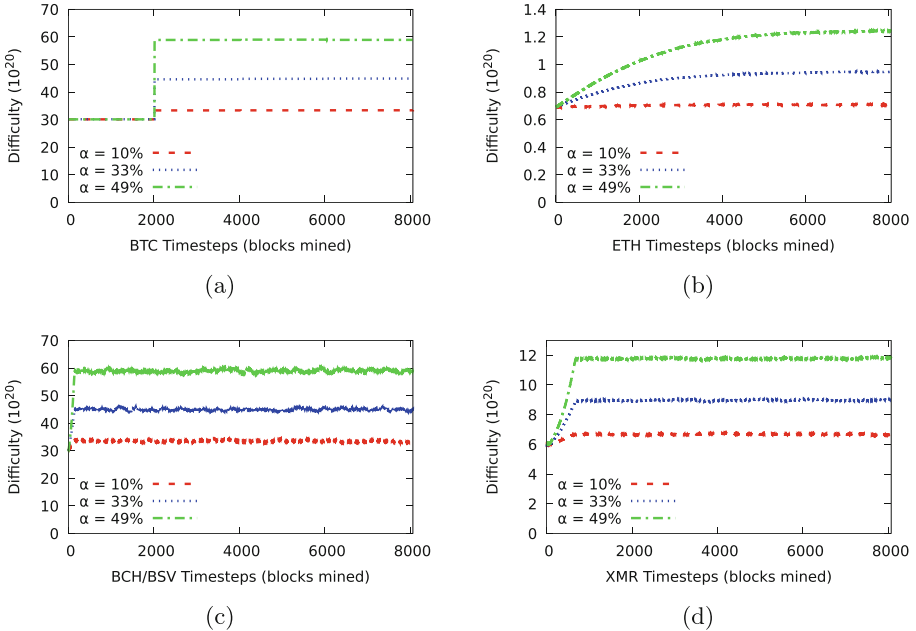 Difficulty (10²⁰)
70
60
50
40
30
20
10
0
α = 10%
α = 33%
α = 49%
0 2000 4000 6000 8000
BTC Timesteps (blocks mined)
(a)
Difficulty (10²⁰)
1.4
1.2
1
0.8
0.6
0.4
0.2
0
α = 10%
α = 33%
α = 49%
0 2000 4000 6000 8000
ETH Timesteps (blocks mined)
(b)
Difficulty (10²⁰)
70
60
50
40
30
20
10
0
α = 10%
α = 33%
α = 49%
0 2000 4000 6000 8000
BCH/BSV Timesteps (blocks mined)
(c)
Difficulty (10²⁰)
12
10
8
6
4
2
0
α = 10%
α = 33%
α = 49%
0 2000 4000 6000 8000
XMR Timesteps (blocks mined)
(d)